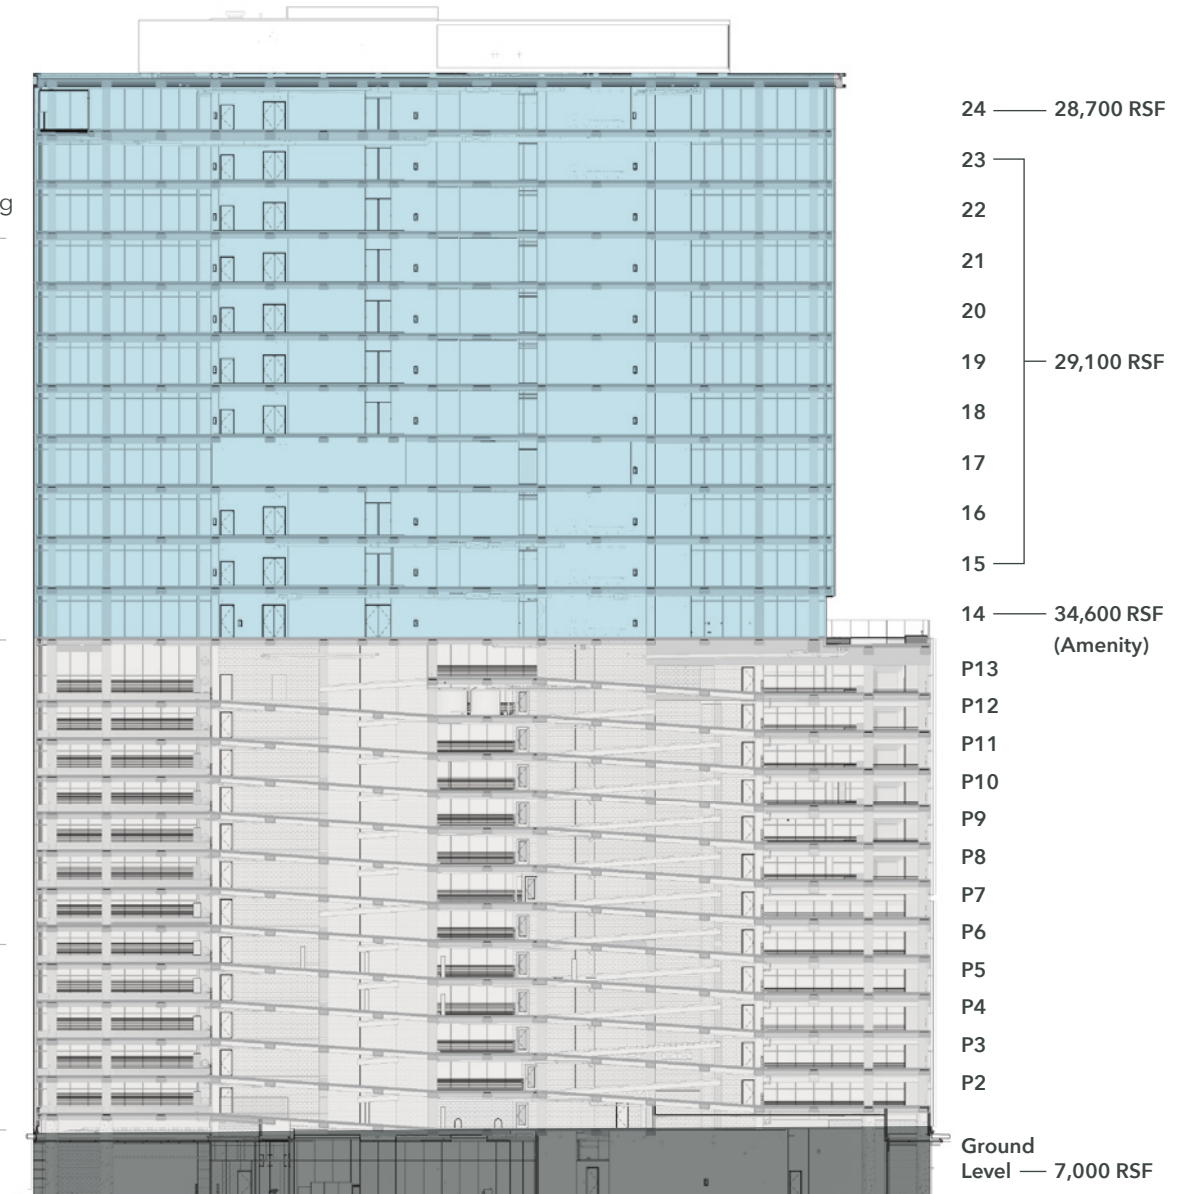 24 28,700 RSF
23
g
22
21
20
19 29,100 RSF
18
17
16
15
14 34,600 RSF
(Amenity)
P13
P12
P11
P10
P9
P8
P7
P6
P5
P4
P3
P2
Ground
Level 7,000 RSF